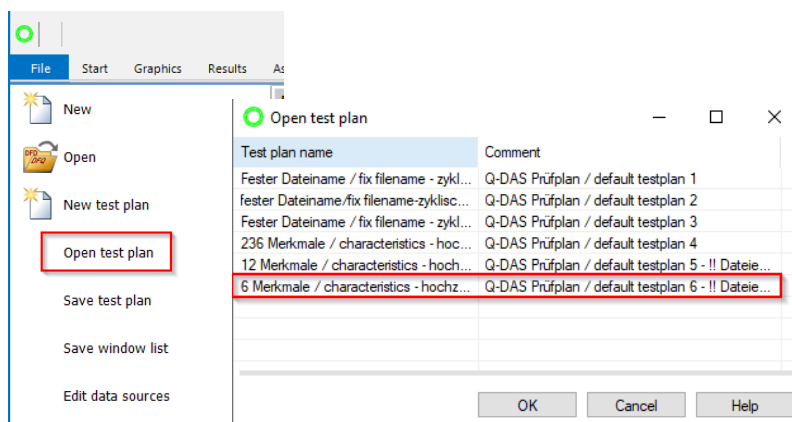 File Start Graphics Results As
New
Open
New test plan
Open test plan
Save test plan
Save window list
Edit data sources
Open test plan
Test plan name Comment
Fester Dateiname / fix filename - zykl... Q-DAS Prüfplan / default testplan 1
fester Dateiname/fix filename-zyklisc... Q-DAS Prüfplan / default testplan 2
Fester Dateiname / fix filename - zykl... Q-DAS Prüfplan / default testplan 3
236 Merkmale / characteristics - hoc... Q-DAS Prüfplan / default testplan 4
12 Merkmale / characteristics - hoch... Q-DAS Prüfplan / default testplan 5 - !! Dateie...
6 Merkmale / characteristics - hochz... Q-DAS Prüfplan / default testplan 6 - !! Dateie...
OK Cancel Help